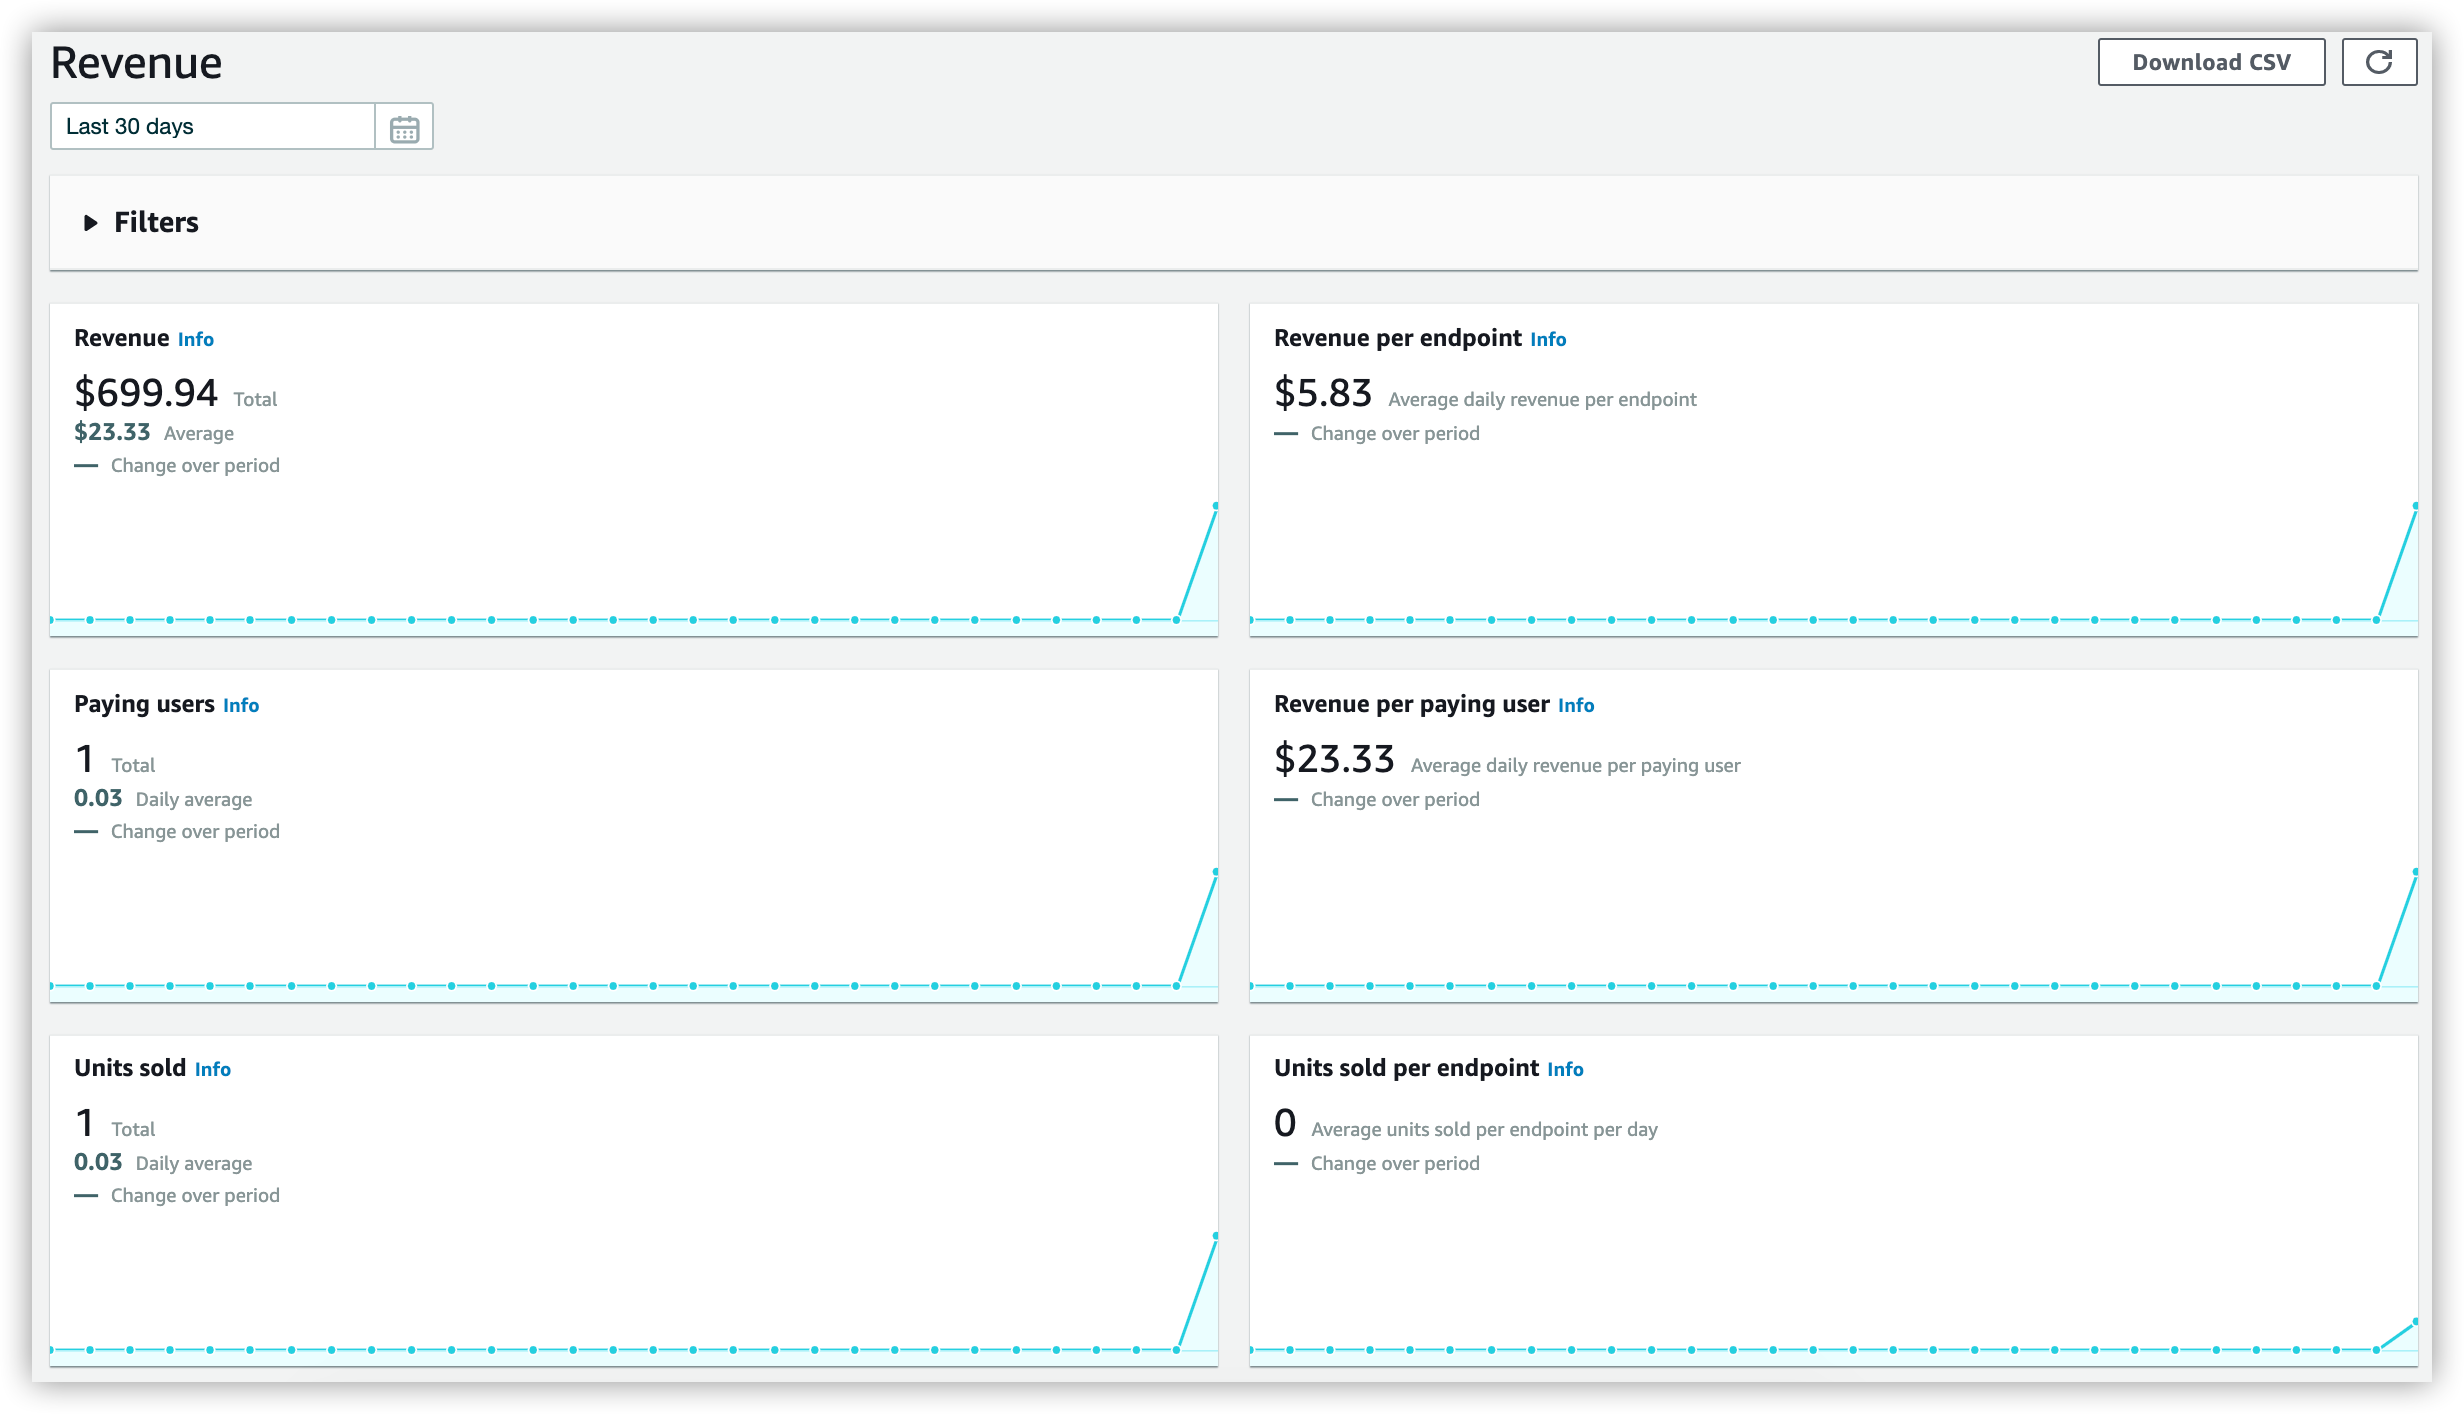 Revenue
Download CSV
Last 30 days
Filters
Revenue Info
$699.94 Total
$23.33 Average
— Change over period
Revenue per endpoint Info
$5.83 Average daily revenue per endpoint
— Change over period
Paying users Info
1 Total
0.03 Daily average
— Change over period
Revenue per paying user Info
$23.33 Average daily revenue per paying user
— Change over period
Units sold Info
1 Total
0.03 Daily average
— Change over period
Units sold per endpoint Info
0 Average units sold per endpoint per day
— Change over period